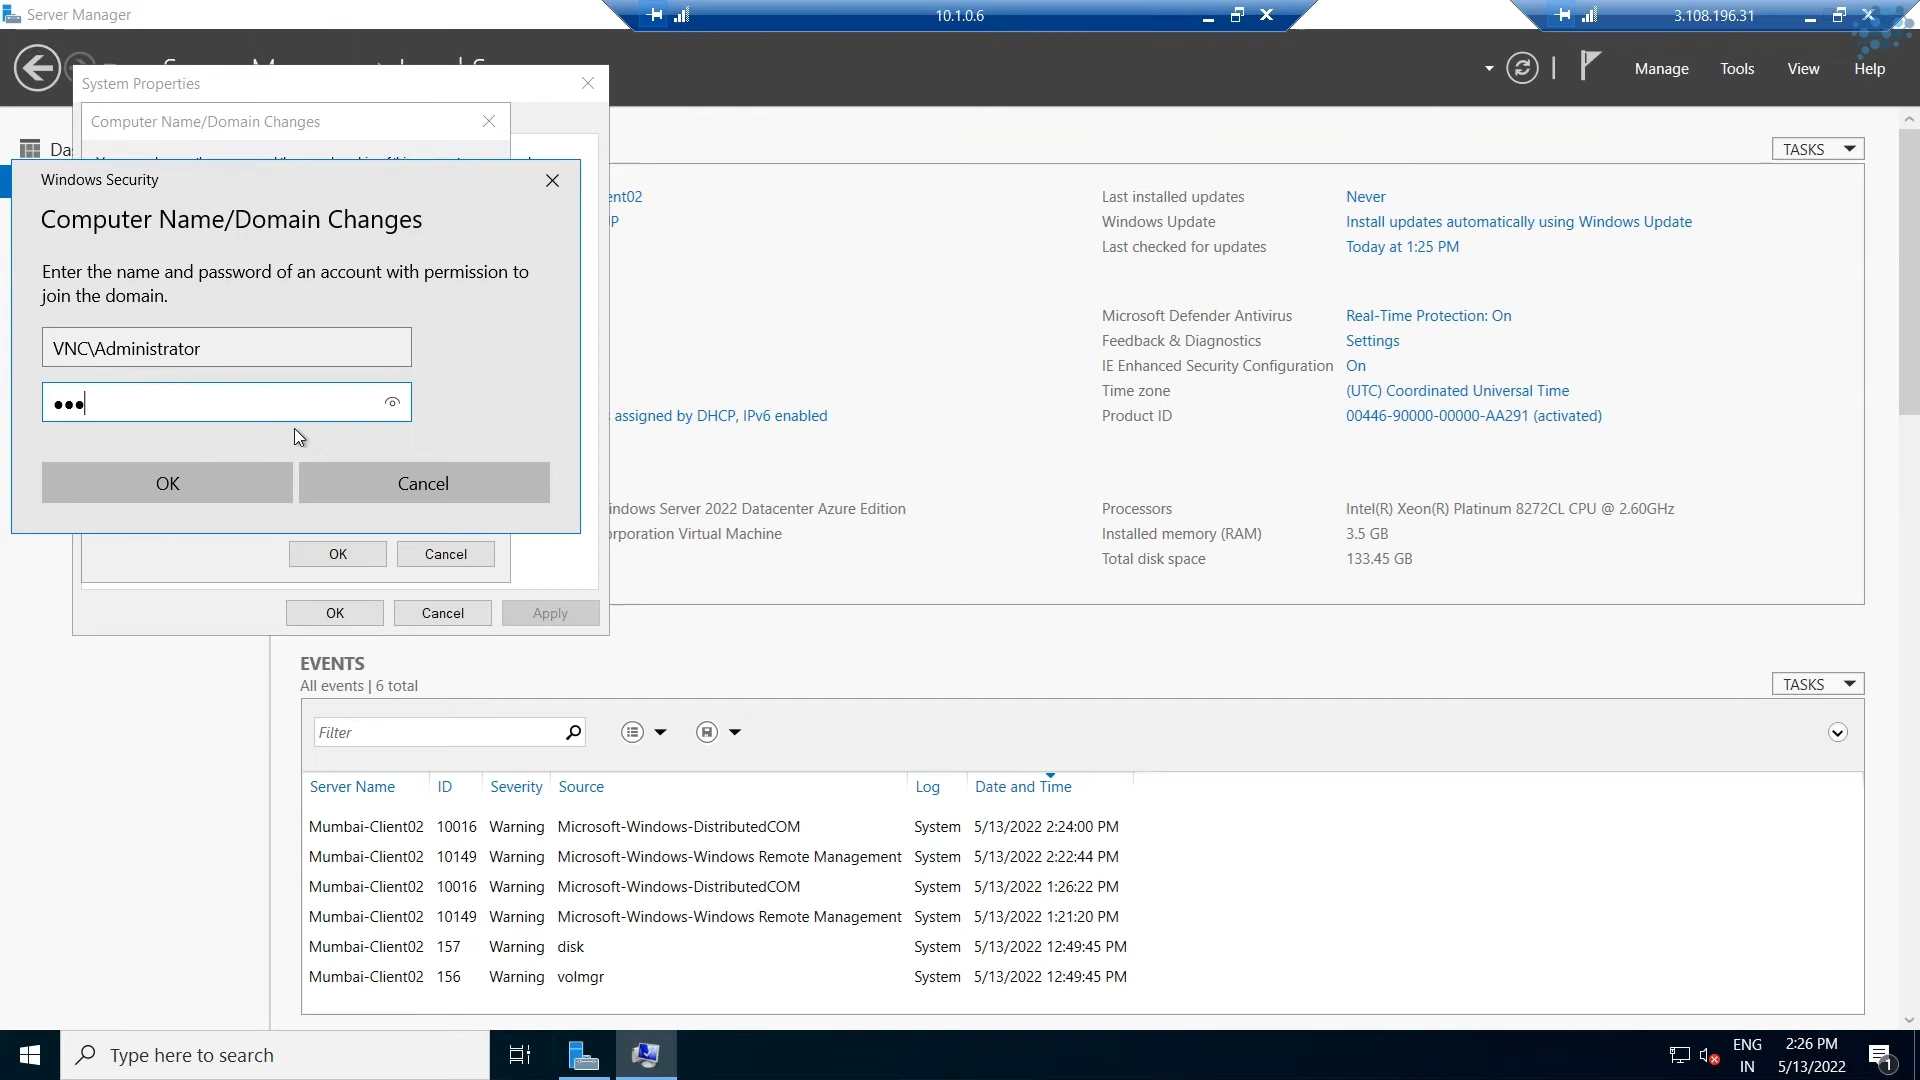 Server Manager
10.1.0.6
3.108.196.31
Manage
Tools
View
Help
System Properties
Computer Name/Domain Changes
Windows Security
Computer Name/Domain Changes
Enter the name and password of an account with permission to
join the domain.
VNC\Administrator
OK
Cancel
OK
Cancel
OK
Cancel
Apply
TASKS
Last installed updates Never
Windows Update Install updates automatically using Windows Update
Last checked for updates Today at 1:25 PM
Microsoft Defender Antivirus Real-Time Protection: On
Feedback & Diagnostics Settings
IE Enhanced Security Configuration On
Time zone (UTC) Coordinated Universal Time
assigned by DHCP, IPv6 enabled Product ID 00446-90000-00000-AA291 (activated)
Server 2022 Datacenter Azure Edition Processors Intel(R) Xeon(R) Platinum 8272CL CPU @ 2.60GHz
Virtual Machine Installed memory (RAM) 3.5 GB
Total disk space 133.45 GB
EVENTS
All events | 6 total
TASKS
Filter
Server Name ID Severity Source Log Date and Time
Mumbai-Client02 10016 Warning Microsoft-Windows-DistributedCOM System 5/13/2022 2:24:00 PM
Mumbai-Client02 10149 Warning Microsoft-Windows-Windows Remote Management System 5/13/2022 2:22:44 PM
Mumbai-Client02 10016 Warning Microsoft-Windows-DistributedCOM System 5/13/2022 1:26:22 PM
Mumbai-Client02 10149 Warning Microsoft-Windows-Windows Remote Management System 5/13/2022 1:21:20 PM
Mumbai-Client02 157 Warning disk System 5/13/2022 12:49:45 PM
Mumbai-Client02 156 Warning volmgr System 5/13/2022 12:49:45 PM
Type here to search
ENG
IN
2:26 PM
5/13/2022
1